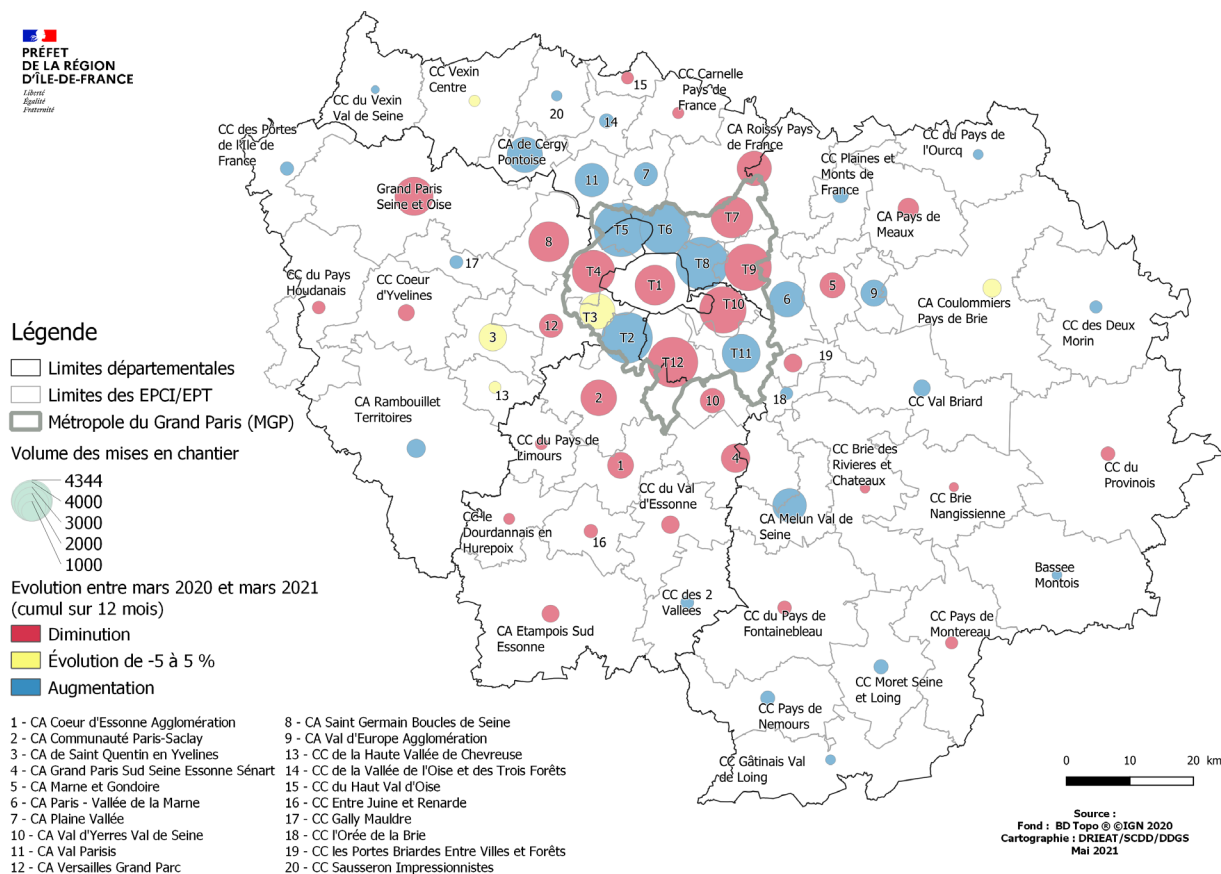 PRÉFET
DE LA RÉGION
D'ÎLE-DE-FRANCE
Liberté
Égalité
Fraternité
CC du Vexin
Val de Seine
CC Vexin
Centre
20
15
14
CC Carnelle
Pays de
France
CC des Portes
de l'Ile de
France
CA de Cergy
Pontoise
11
7
CA Roissy Pays
de France
CC du Pays de
l'Ourcq
CC Plaines et
Monts de
France
CA Pays de
Meaux
Grand Paris
Seine et Oise
8
17
T5
T6
T7
T8
T9
T4
T1
T10
T3
T2
T12
T11
6
5
9
CC du Pays
Houdanais
CC Coeur
d'Yvelines
3
12
13
CA Coulommiers
Pays de Brie
CC des Deux
Morin
19
18
CC Val Briard
CA Rambouillet
Territoires
2
10
CC du Pays de
Limours
1
4
CC du Val
d'Essonne
CC Brie des
Rivieres et
Chateaux
CC Brie
Nangissienne
CC du
Provinois
CC le
Dourdannais en
Hurepoix
16
CA Melun Val de
Seine
Bassee
Montois
CC des 2
Vallees
CA Etampois Sud
Essonne
CC du Pays de
Fontainebleau
CC Pays de
Montereau
CC Moret Seine
et Loing
CC Pays de
Nemours
CC Gâtinais Val
de Loing
Légende
Limites départementales
Limites des EPCI/EPT
Métropole du Grand Paris (MGP)
Volume des mises en chantier
4344
4000
3000
2000
1000
Evolution entre mars 2020 et mars 2021
(cumul sur 12 mois)
Diminution
Évolution de -5 à 5 %
Augmentation
1 - CA Coeur d'Essonne Agglomération
2 - CA Communauté Paris-Saclay
3 - CA de Saint Quentin en Yvelines
4 - CA Grand Paris Sud Seine Essonne Sénart
5 - CA Marne et Gondoire
6 - CA Paris - Vallée de la Marne
7 - CA Plaine Vallée
10 - CA Val d'Yerres Val de Seine
11 - CA Val Parisis
12 - CA Versailles Grand Parc
8 - CA Saint Germain Boucles de Seine
9 - CA Val d'Europe Agglomération
13 - CC de la Haute Vallée de Chevreuse
14 - CC de la Vallée de l'Oise et des Trois Forêts
15 - CC du Haut Val d'Oise
16 - CC Entre Juine et Renarde
17 - CC Gally Mauldre
18 - CC l'Orée de la Brie
19 - CC les Portes Briardes Entre Villes et Forêts
20 - CC Sausseron Impressionnistes
0 10 20 km
Source :
Fond : BD Topo ® ©IGN 2020
Cartographie : DRIEAT/SCDD/DDGS
Mai 2021